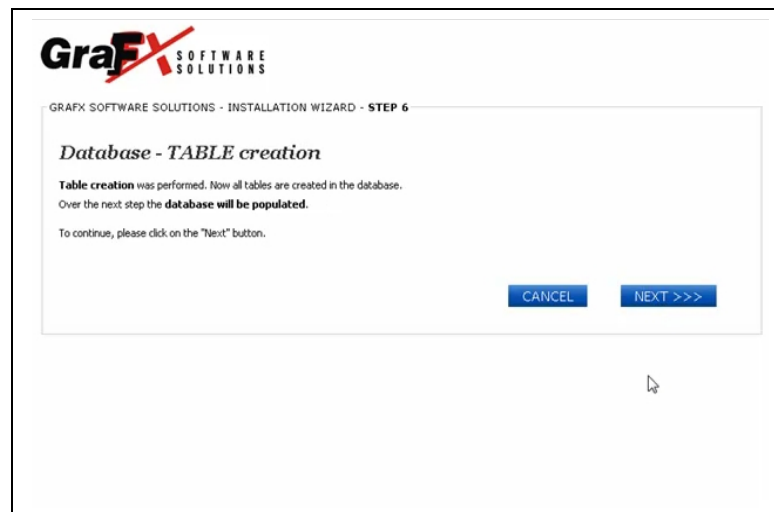 GraFX SOFTWARE
SOLUTIONS
GRAFX SOFTWARE SOLUTIONS - INSTALLATION WIZARD - STEP 6
Database - TABLE creation
Table creation was performed. Now all tables are created in the database.
Over the next step the database will be populated.
To continue, please click on the "Next" button.
CANCEL NEXT >>>